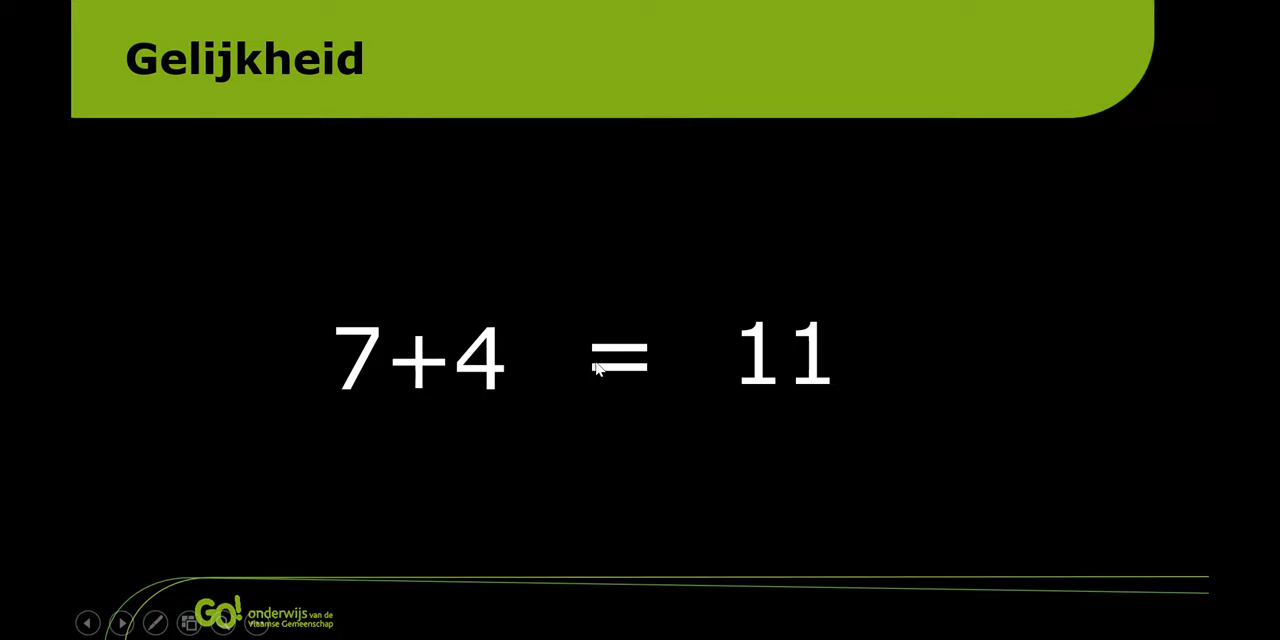 Gelijkheid
7+4 = 11
GO! onderwijs van de
Vlaamse Gemeenschap